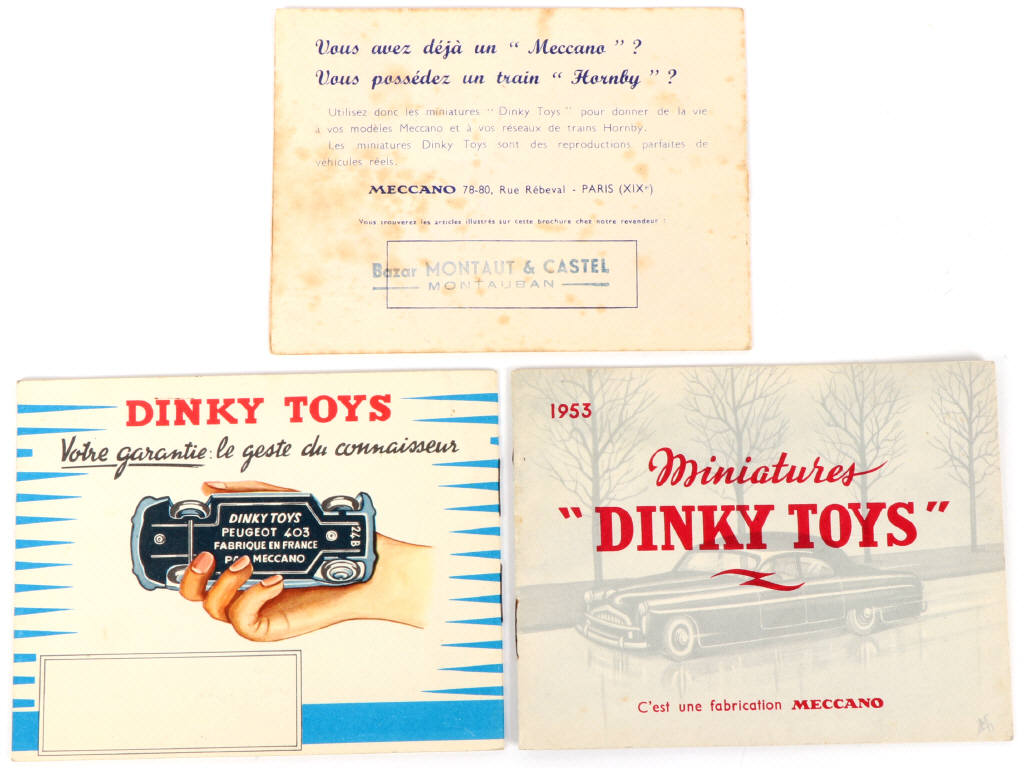 Vous avez déjà un “ Meccano ” ?
Vous possédez un train “ Hornby ” ?
Utilisez donc les miniatures “ Dinky Toys ” pour donner de la vie
à vos modèles Meccano et à vos réseaux de trains Hornby.
Les miniatures Dinky Toys sont des reproductions parfaites de
véhicules réels.
MECCANO 78-80, Rue Rébeval - PARIS (XIXᵉ)
Vous trouverez les articles illustrés sur cette brochure chez notre revendeur :
Bazar MONTAUT & CASTEL
MONTAUBAN
DINKY TOYS
Votre garantie : le geste du connaisseur
DINKY TOYS
PEUGEOT 403
FABRIQUE EN FRANCE
PAR MECCANO
24 B
1953
Miniatures
“ DINKY TOYS ”
C'est une fabrication MECCANO